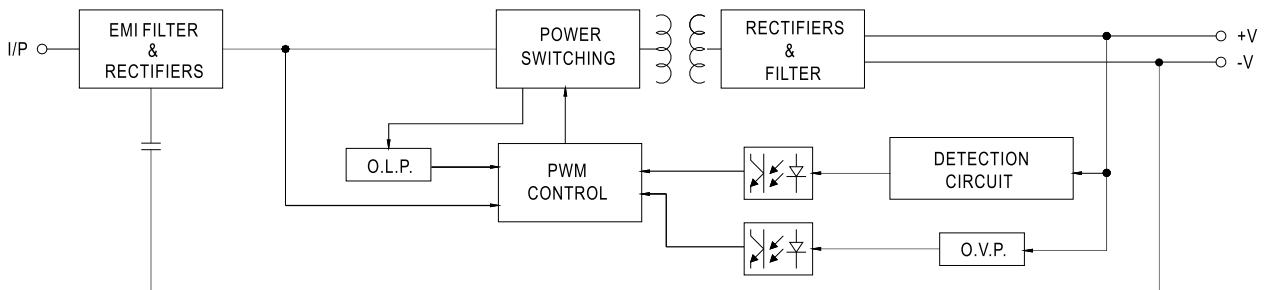 I/P
EMI FILTER
&
RECTIFIERS
POWER
SWITCHING
RECTIFIERS
&
FILTER
+V
-V
O.L.P.
PWM
CONTROL
DETECTION
CIRCUIT
O.V.P.